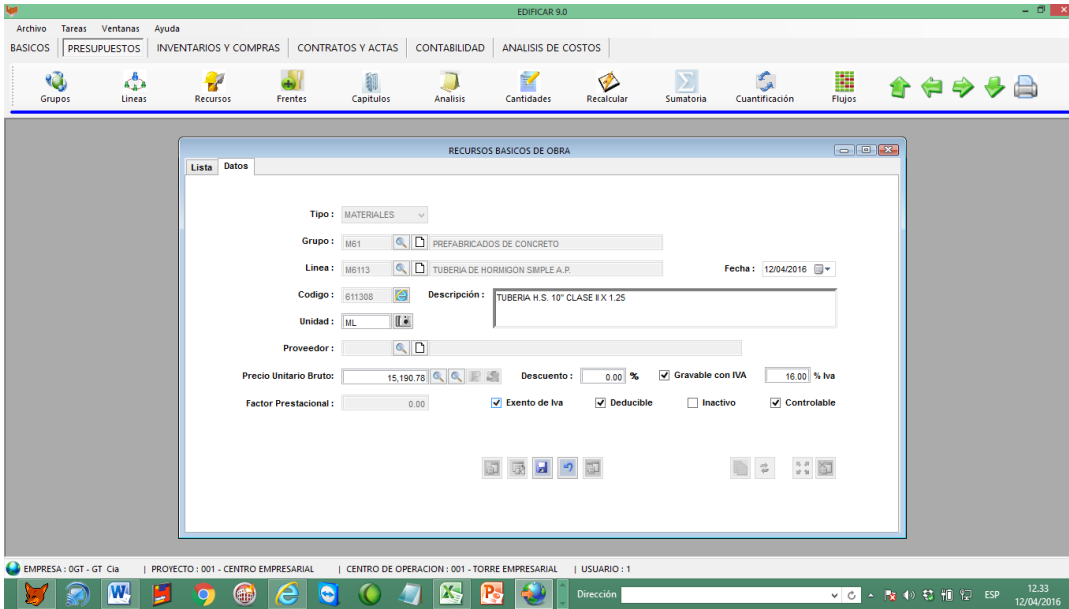 EDIFICAR 9.0
Archivo Tareas Ventanas Ayuda
BASICOS PRESUPUESTOS INVENTARIOS Y COMPRAS CONTRATOS Y ACTAS CONTABILIDAD ANALISIS DE COSTOS
Grupos Lineas Recursos Frentes Capitulos Analisis Cantidades Recalcular Sumatoria Cuantificación Flujos
RECURSOS BASICOS DE OBRA
Lista Datos
Tipo : MATERIALES
Grupo : M61 PREFABRICADOS DE CONCRETO
Linea : M6113 TUBERIA DE HORMIGON SIMPLE A.P. Fecha : 12/04/2016
Codigo : 611308 Descripción : TUBERIA H.S. 10" CLASE II X 1.25
Unidad : ML
Proveedor :
Precio Unitario Bruto: 15,190.78 Descuento : 0.00 % Gravable con IVA 16.00 % Iva
Factor Prestacional : 0.00 Exento de Iva Deducible Inactivo Controlable
EMPRESA : 0GT - GT Cia | PROYECTO : 001 - CENTRO EMPRESARIAL | CENTRO DE OPERACION : 001 - TORRE EMPRESARIAL | USUARIO : 1
Dirección ESP 12.33
12/04/2016